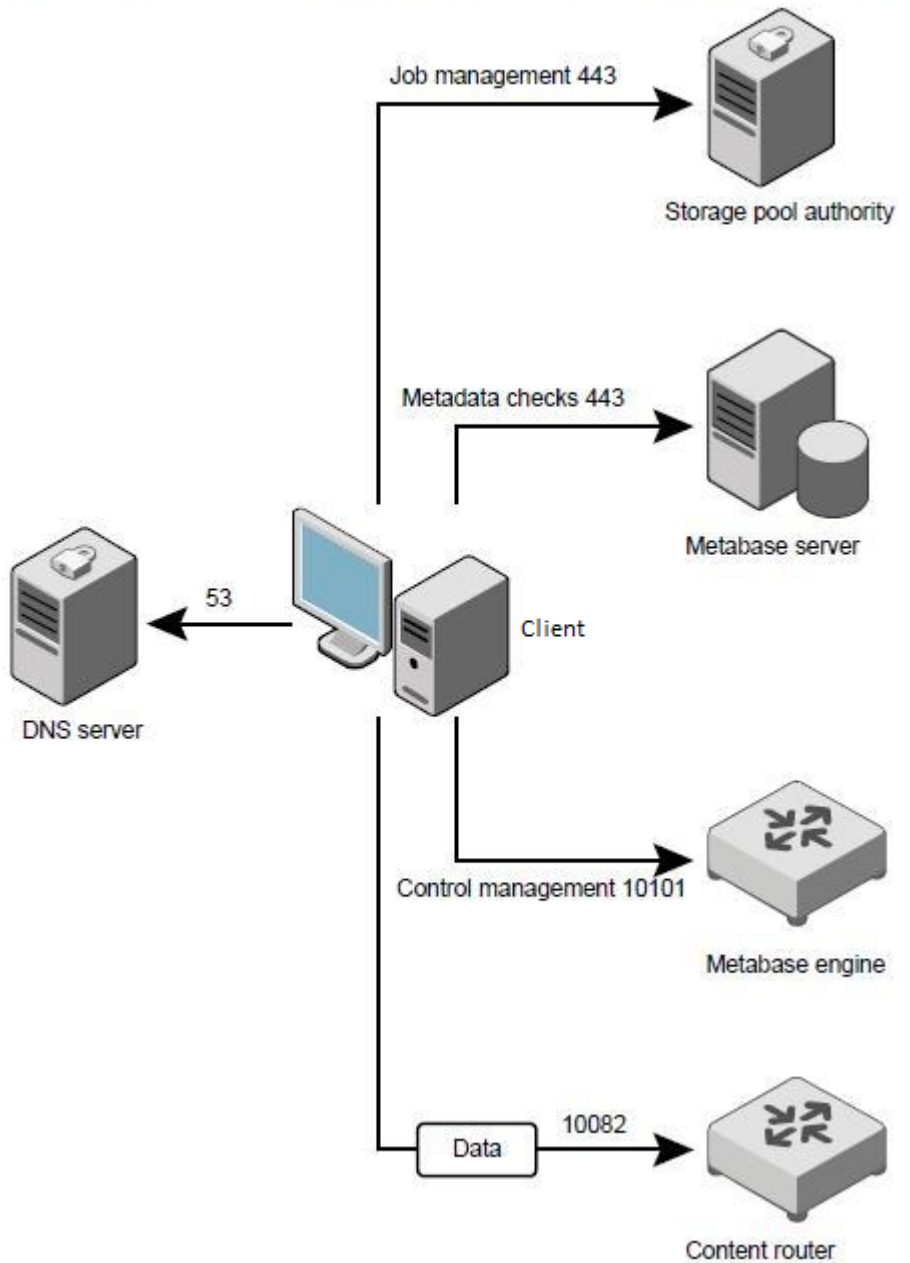 Job management 443
Storage pool authority
Metadata checks 443
Metabase server
53
Client
DNS server
Control management 10101
Metabase engine
10082
Data
Content router